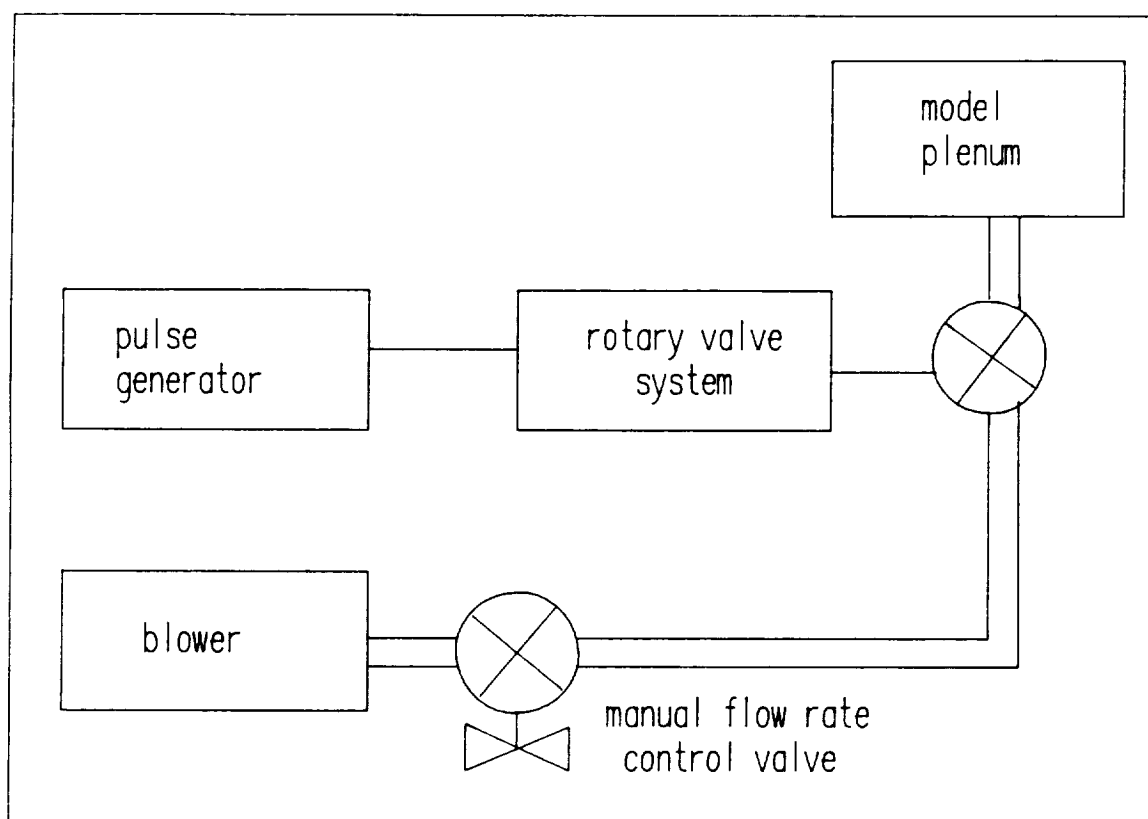 model
plenum
pulse
generator
rotary valve
system
blower
manual flow rate
control valve